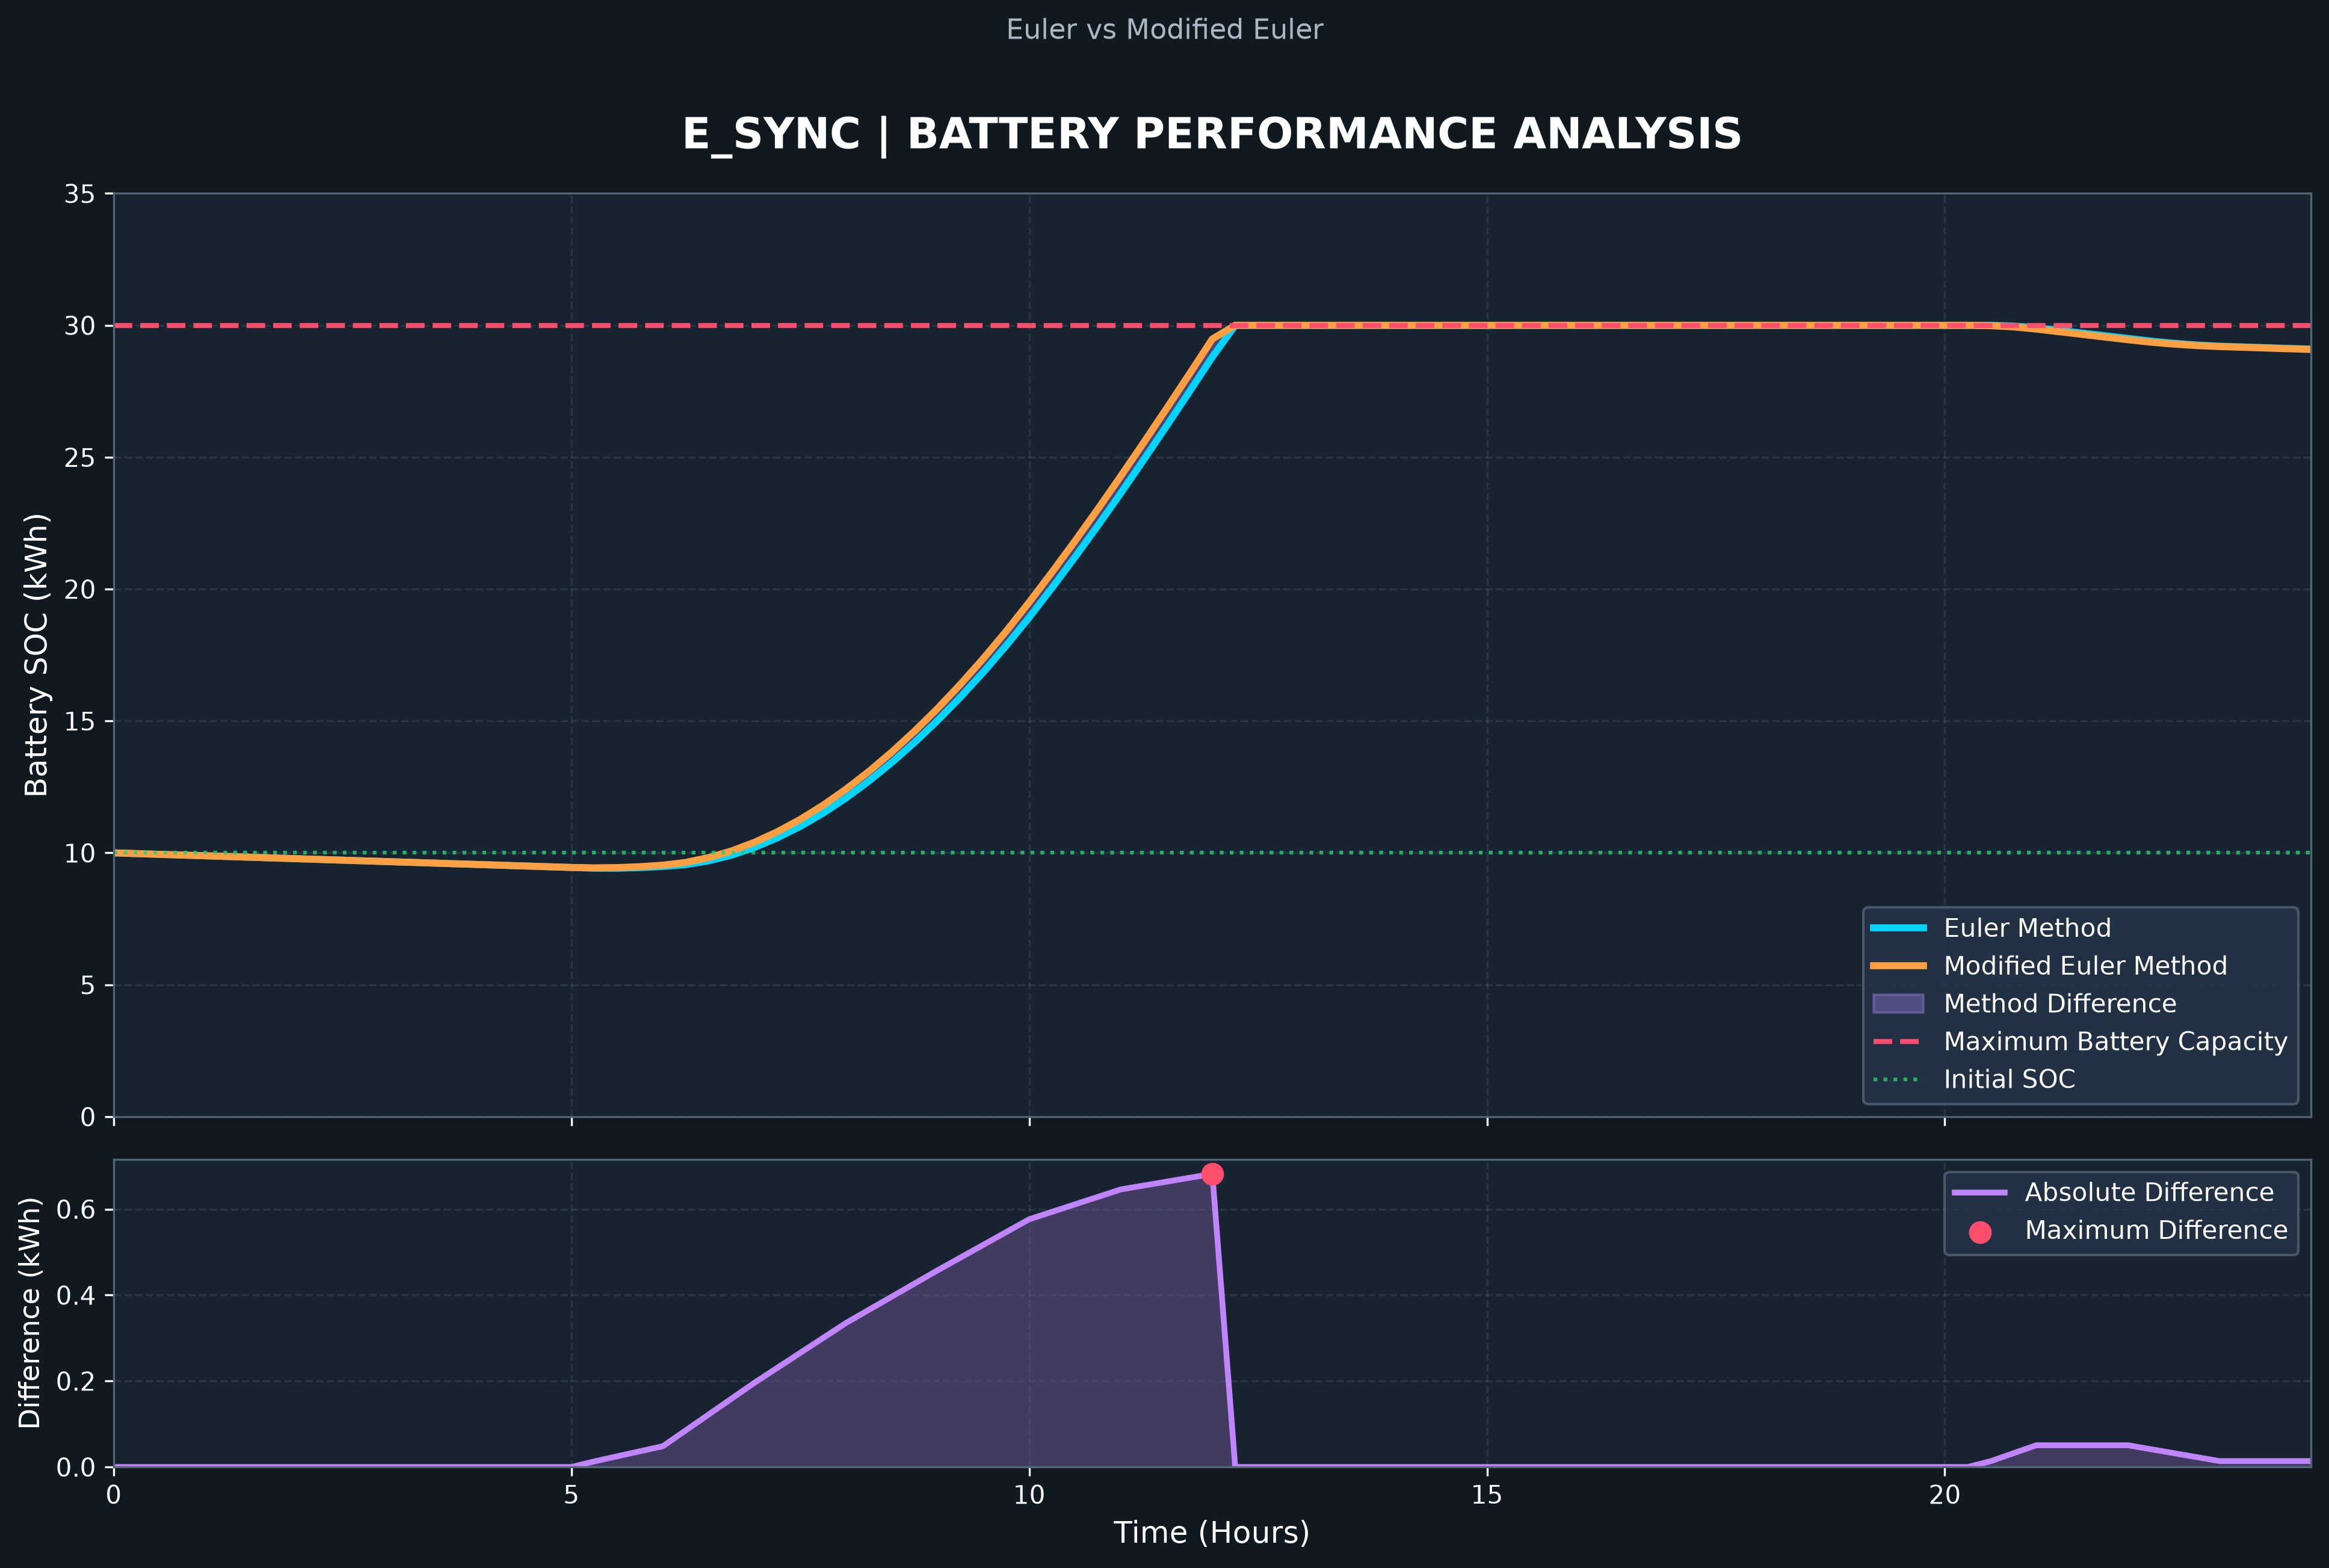 Euler vs Modified Euler
E_SYNC | BATTERY PERFORMANCE ANALYSIS
35
30
25
20
15
10
5
0
Battery SOC (kWh)
Euler Method
Modified Euler Method
Method Difference
Maximum Battery Capacity
Initial SOC
0.6
0.4
0.2
0.0
Difference (kWh)
Absolute Difference
Maximum Difference
0 5 10 15 20
Time (Hours)